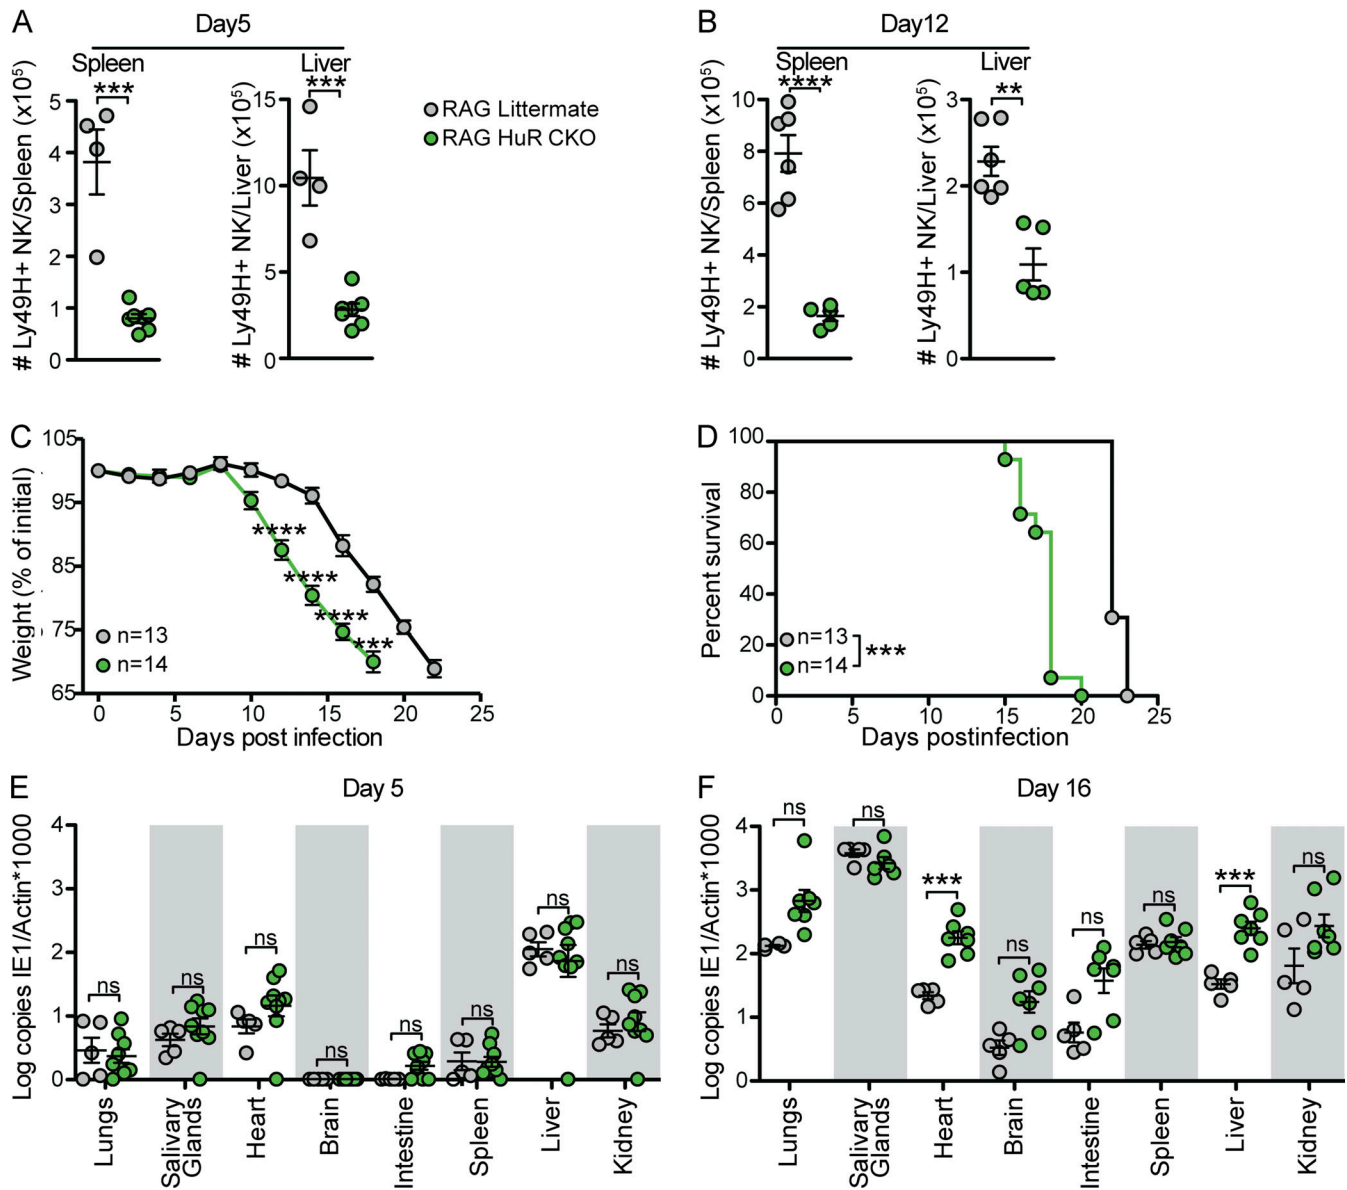 A
Day5
Spleen
***
# Ly49H+ NK/Spleen (x10⁵)
5
4
3
2
1
0
Liver
***
# Ly49H+ NK/Liver (x10⁵)
15
10
5
0
RAG Littermate
RAG HuR CKO
B
Day12
Spleen
****
# Ly49H+ NK/Spleen (x10⁵)
10
8
6
4
2
0
Liver
**
# Ly49H+ NK/Liver (x10⁵)
3
2
1
0
C
Weight (% of initial)
105
95
85
75
65
****
****
****
***
n=13
n=14
0 5 10 15 20 25
Days post infection
D
Percent survival
100
80
60
40
20
0
n=13
n=14
***
0 5 10 15 20 25
Days postinfection
E
Day 5
Log copies IE1/Actin*1000
4
3
2
1
0
ns ns ns ns ns ns ns ns
Lungs
Salivary
Glands
Heart
Brain
Intestine
Spleen
Liver
Kidney
F
Day 16
Log copies IE1/Actin*1000
4
3
2
1
0
ns ns *** ns ns ns *** ns
Lungs
Salivary
Glands
Heart
Brain
Intestine
Spleen
Liver
Kidney